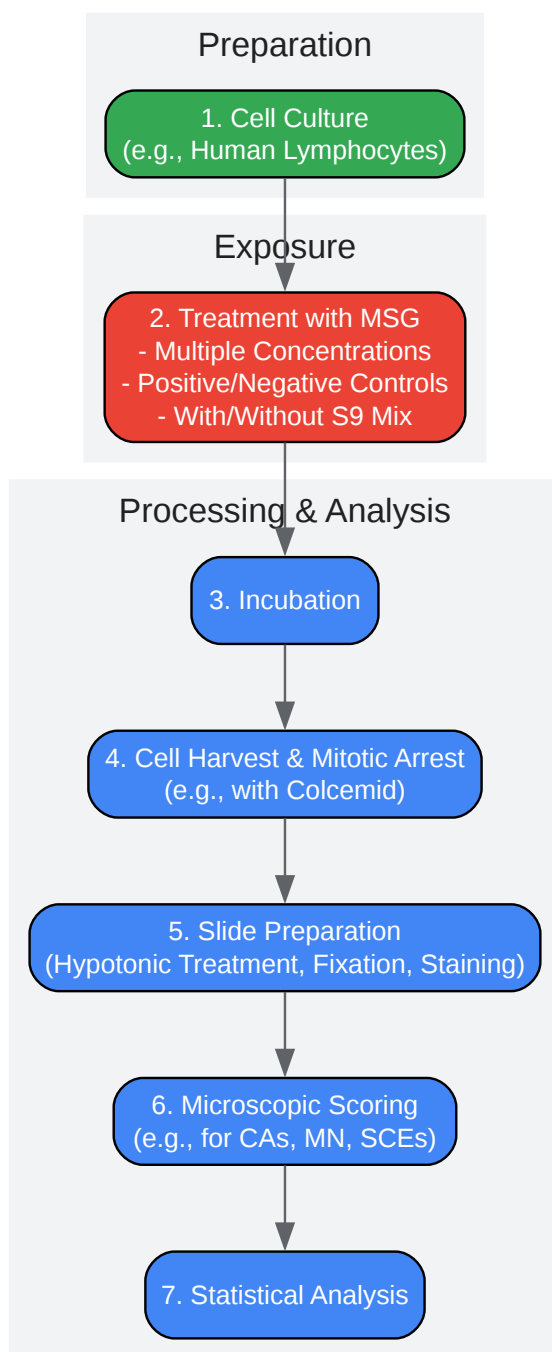 Preparation
1. Cell Culture
(e.g., Human Lymphocytes)
Exposure
2. Treatment with MSG
- Multiple Concentrations
- Positive/Negative Controls
- With/Without S9 Mix
Processing & Analysis
3. Incubation
4. Cell Harvest & Mitotic Arrest
(e.g., with Colcemid)
5. Slide Preparation
(Hypotonic Treatment, Fixation, Staining)
6. Microscopic Scoring
(e.g., for CAs, MN, SCEs)
7. Statistical Analysis